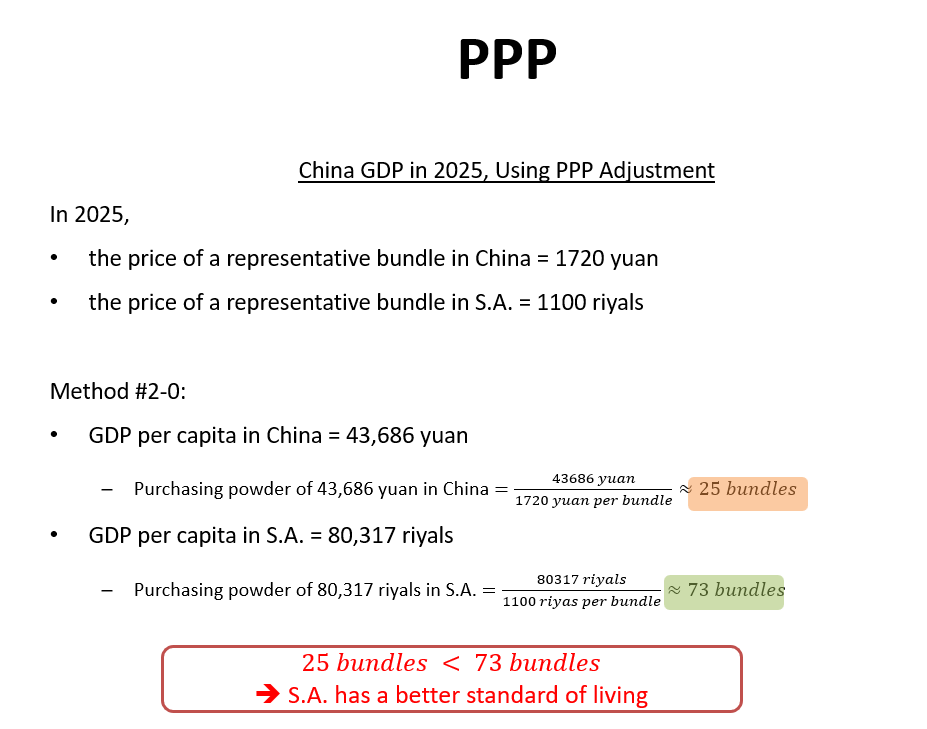 PPP
China GDP in 2025, Using PPP Adjustment
In 2025,
• the price of a representative bundle in China = 1720 yuan
• the price of a representative bundle in S.A. = 1100 riyals
Method #2-0:
• GDP per capita in China = 43,686 yuan
– Purchasing powder of 43,686 yuan in China = 43686 yuan / 1720 yuan per bundle ≈ 25 bundles
• GDP per capita in S.A. = 80,317 riyals
– Purchasing powder of 80,317 riyals in S.A. = 80317 riyals / 1100 riyas per bundle ≈ 73 bundles
25 bundles < 73 bundles
➔ S.A. has a better standard of living